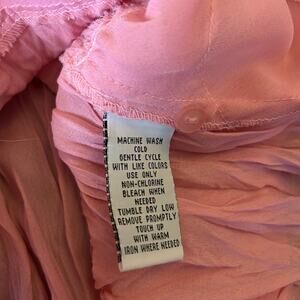 MACHINE WASH
COLD
GENTLE CYCLE
WITH LIKE COLORS
USE ONLY
NON-CHLORINE
BLEACH WHEN
NEEDED
TUMBLE DRY LOW
REMOVE PROMPTLY
TOUCH UP
WITH WARM
IRON WHERE NEEDED